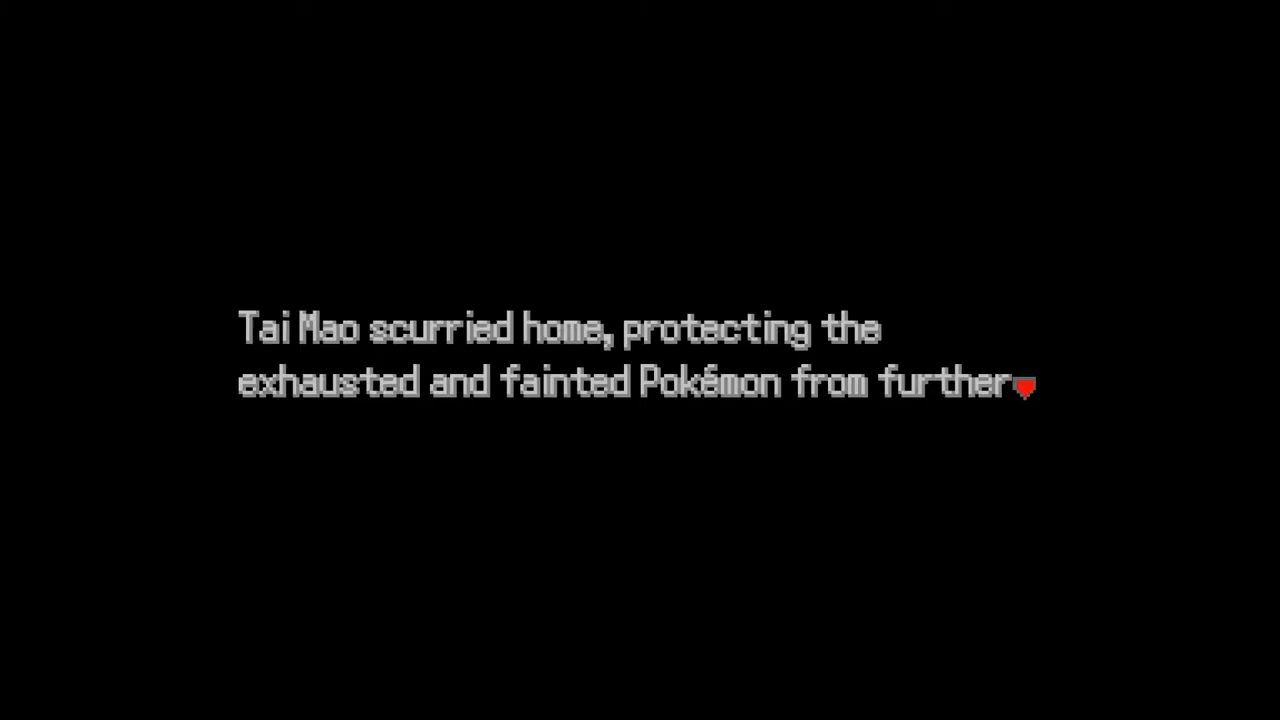 Tai Mao scurried home, protecting the
exhausted and fainted Pokémon from further